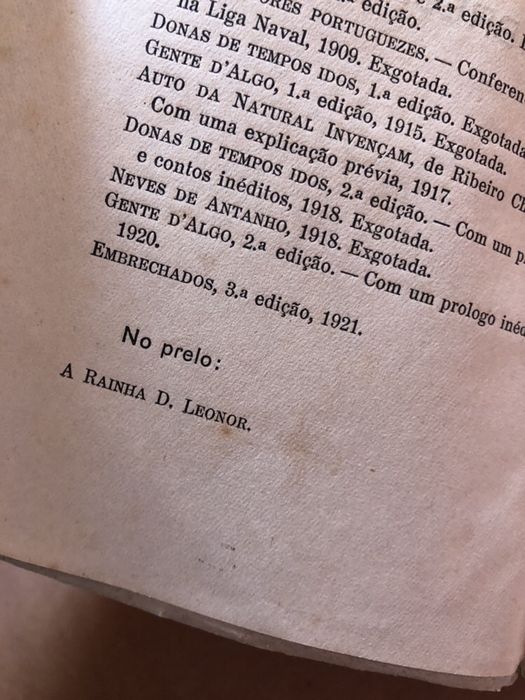 e 2.a edição.
edição.
ORES PORTUGUEZES. — Conferen
na Liga Naval, 1909. Exgotada.
DONAS DE TEMPOS IDOS, 1.a edição. Exgotada
GENTE D'ALGO, 1.a edição, 1915. Exgotada.
AUTO DA NATURAL INVENÇAM, de Ribeiro Ch
Com uma explicação prévia, 1917.
DONAS DE TEMPOS IDOS, 2.a edição. — Com um p
e contos inéditos, 1918. Exgotada.
NEVES DE ANTANHO, 1918. Exgotada.
GENTE D'ALGO, 2.a edição. — Com um prologo inéd
1920.
EMBRECHADOS, 3.a edição, 1921.
No prelo:
A RAINHA D. LEONOR.